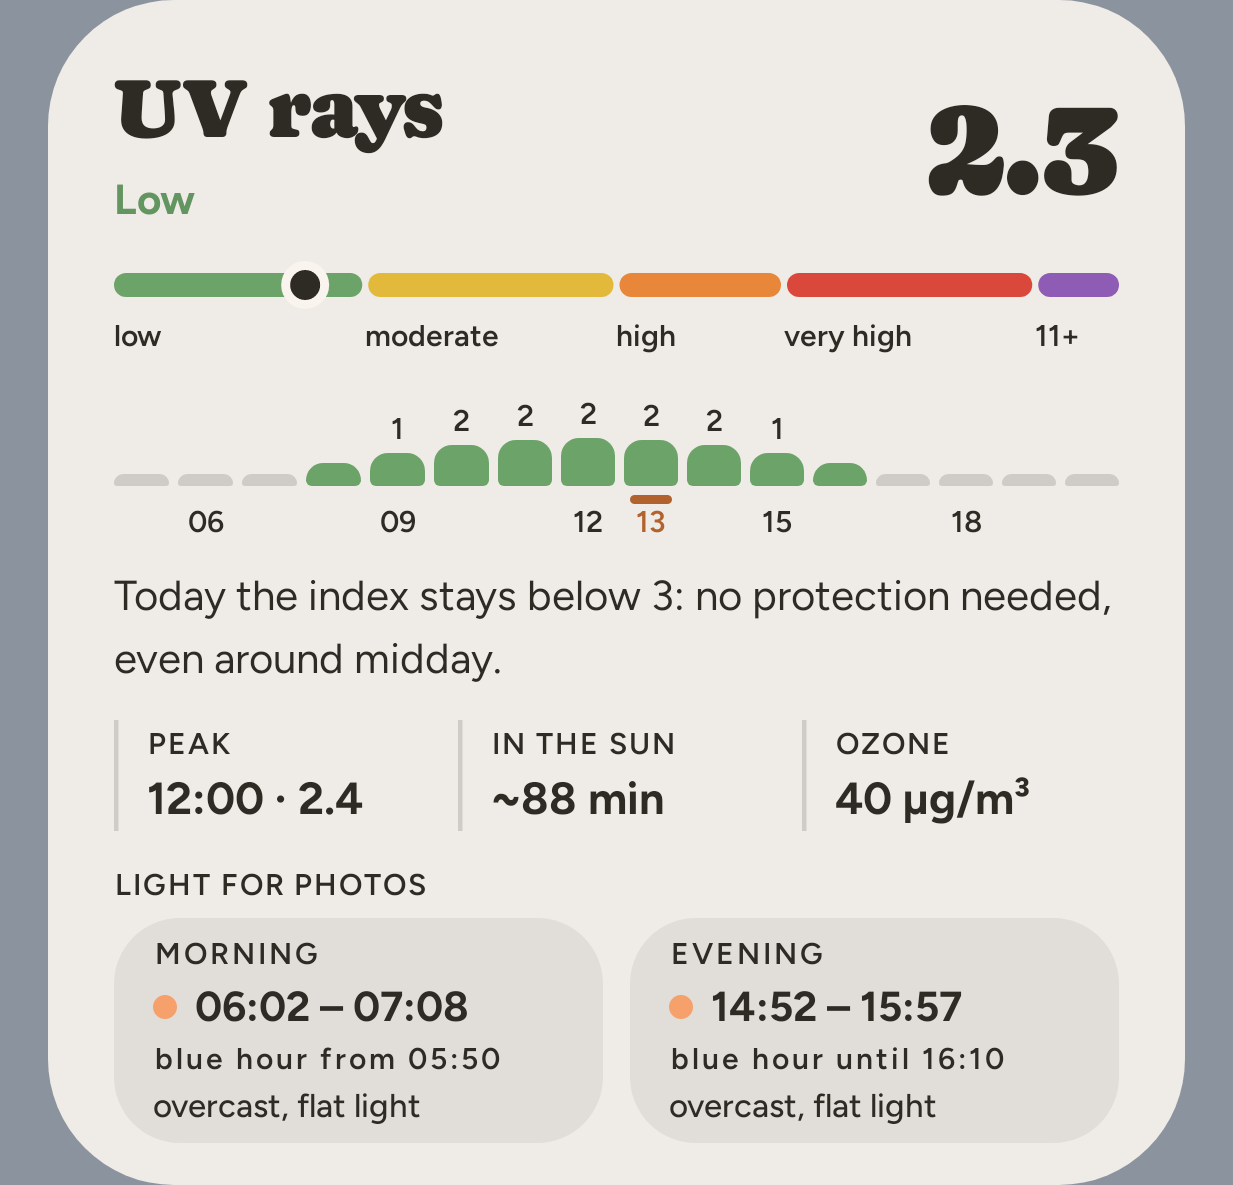 UV rays
2.3
Low
low moderate high very high 11+
1 2 2 2 2 2 1
06 09 12 13 15 18
Today the index stays below 3: no protection needed,
even around midday.
PEAK IN THE SUN OZONE
12:00 · 2.4 ~88 min 40 µg/m³
LIGHT FOR PHOTOS
MORNING
06:02 – 07:08
blue hour from 05:50
overcast, flat light
EVENING
14:52 – 15:57
blue hour until 16:10
overcast, flat light